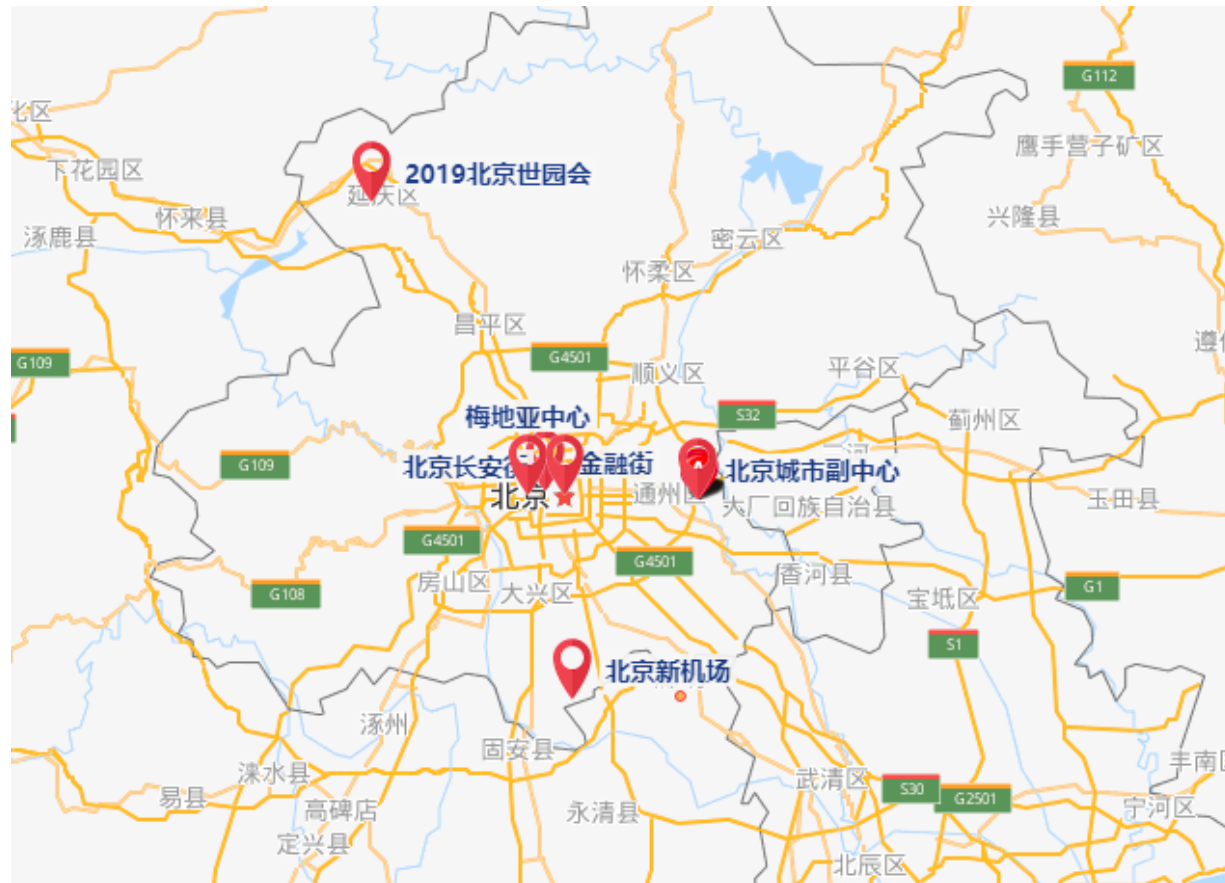 G112
化区
鹰手营子矿区
下花园区
2019北京世园会
延庆区
怀来县
兴隆县
涿鹿县
密云区
怀柔区
昌平区
G109
G4501
顺义区
平谷区
S32
蓟州区
梅地亚中心
G109
北京长安街
金融街
北京城市副中心
北京
通州区
大厂回族自治县
玉田县
G4501
G4501
房山区
香河县
G108
大兴区
G1
宝坻区
S1
北京新机场
涿州
固安县
丰南区
涞水县
武清区
易县
S30
G2501
高碑店
永清县
宁河区
定兴县
北辰区